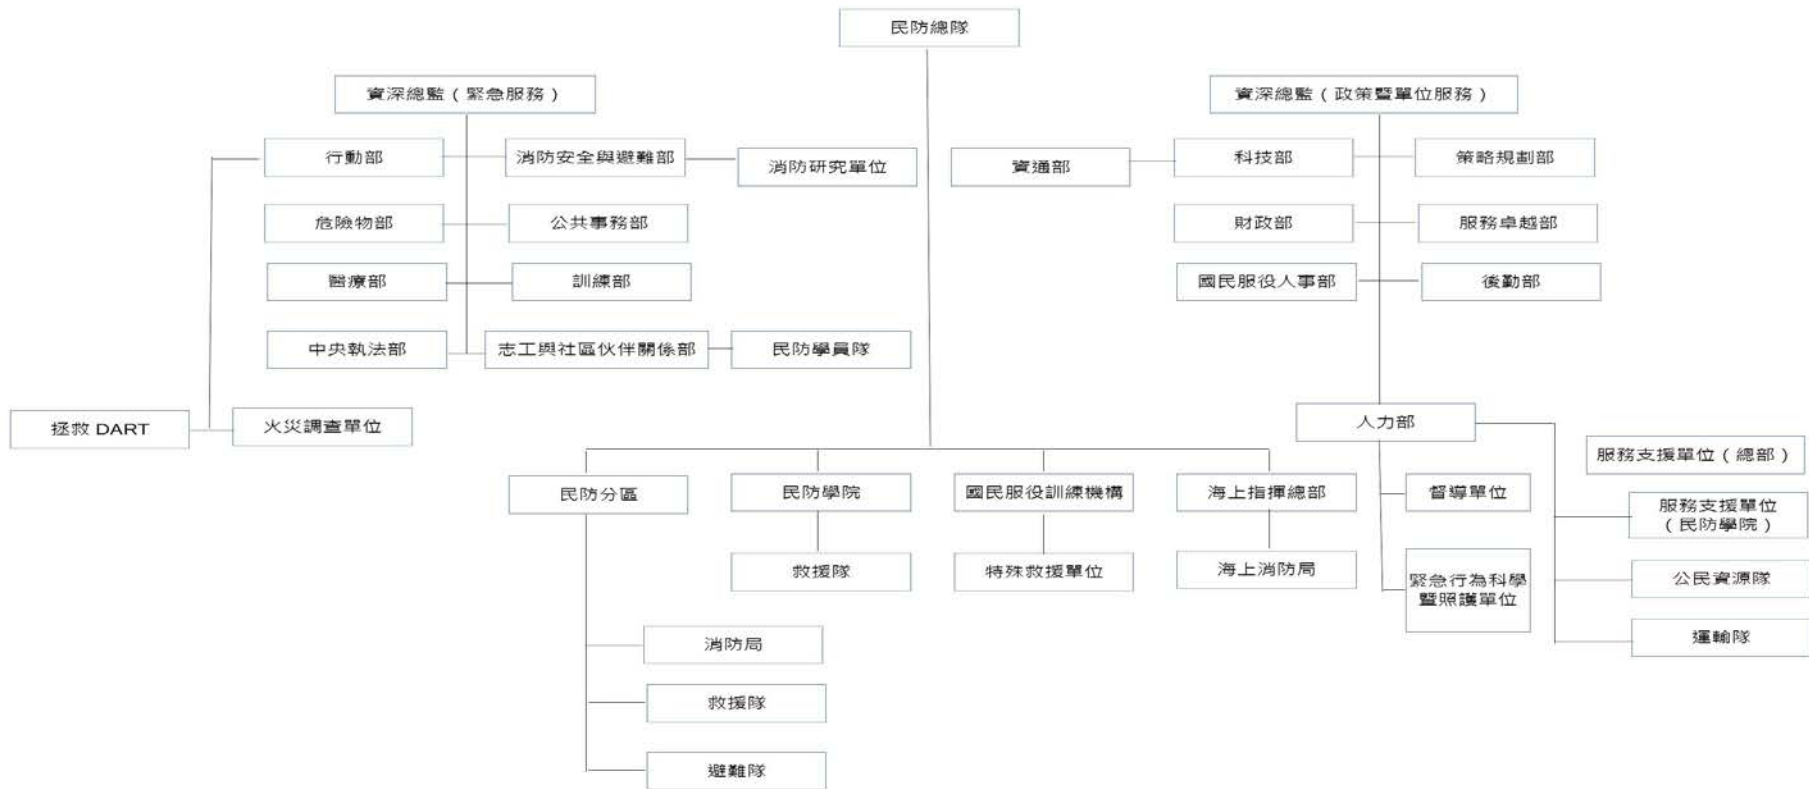 民防總隊
資深總監（緊急服務）
資深總監（政策暨單位服務）
行動部
消防安全與避難部
消防研究單位
資通部
科技部
策略規劃部
危險物部
公共事務部
財政部
服務卓越部
醫療部
訓練部
國民服役人事部
後勤部
中央執法部
志工與社區伙伴關係部
民防學員隊
拯救 DART
火災調查單位
人力部
服務支援單位（總部）
民防分區
民防學院
國民服役訓練機構
海上指揮總部
督導單位
服務支援單位
（民防學院）
救援隊
特殊救援單位
海上消防局
緊急行為科學
暨照護單位
公民資源隊
消防局
運輸隊
救援隊
避難隊